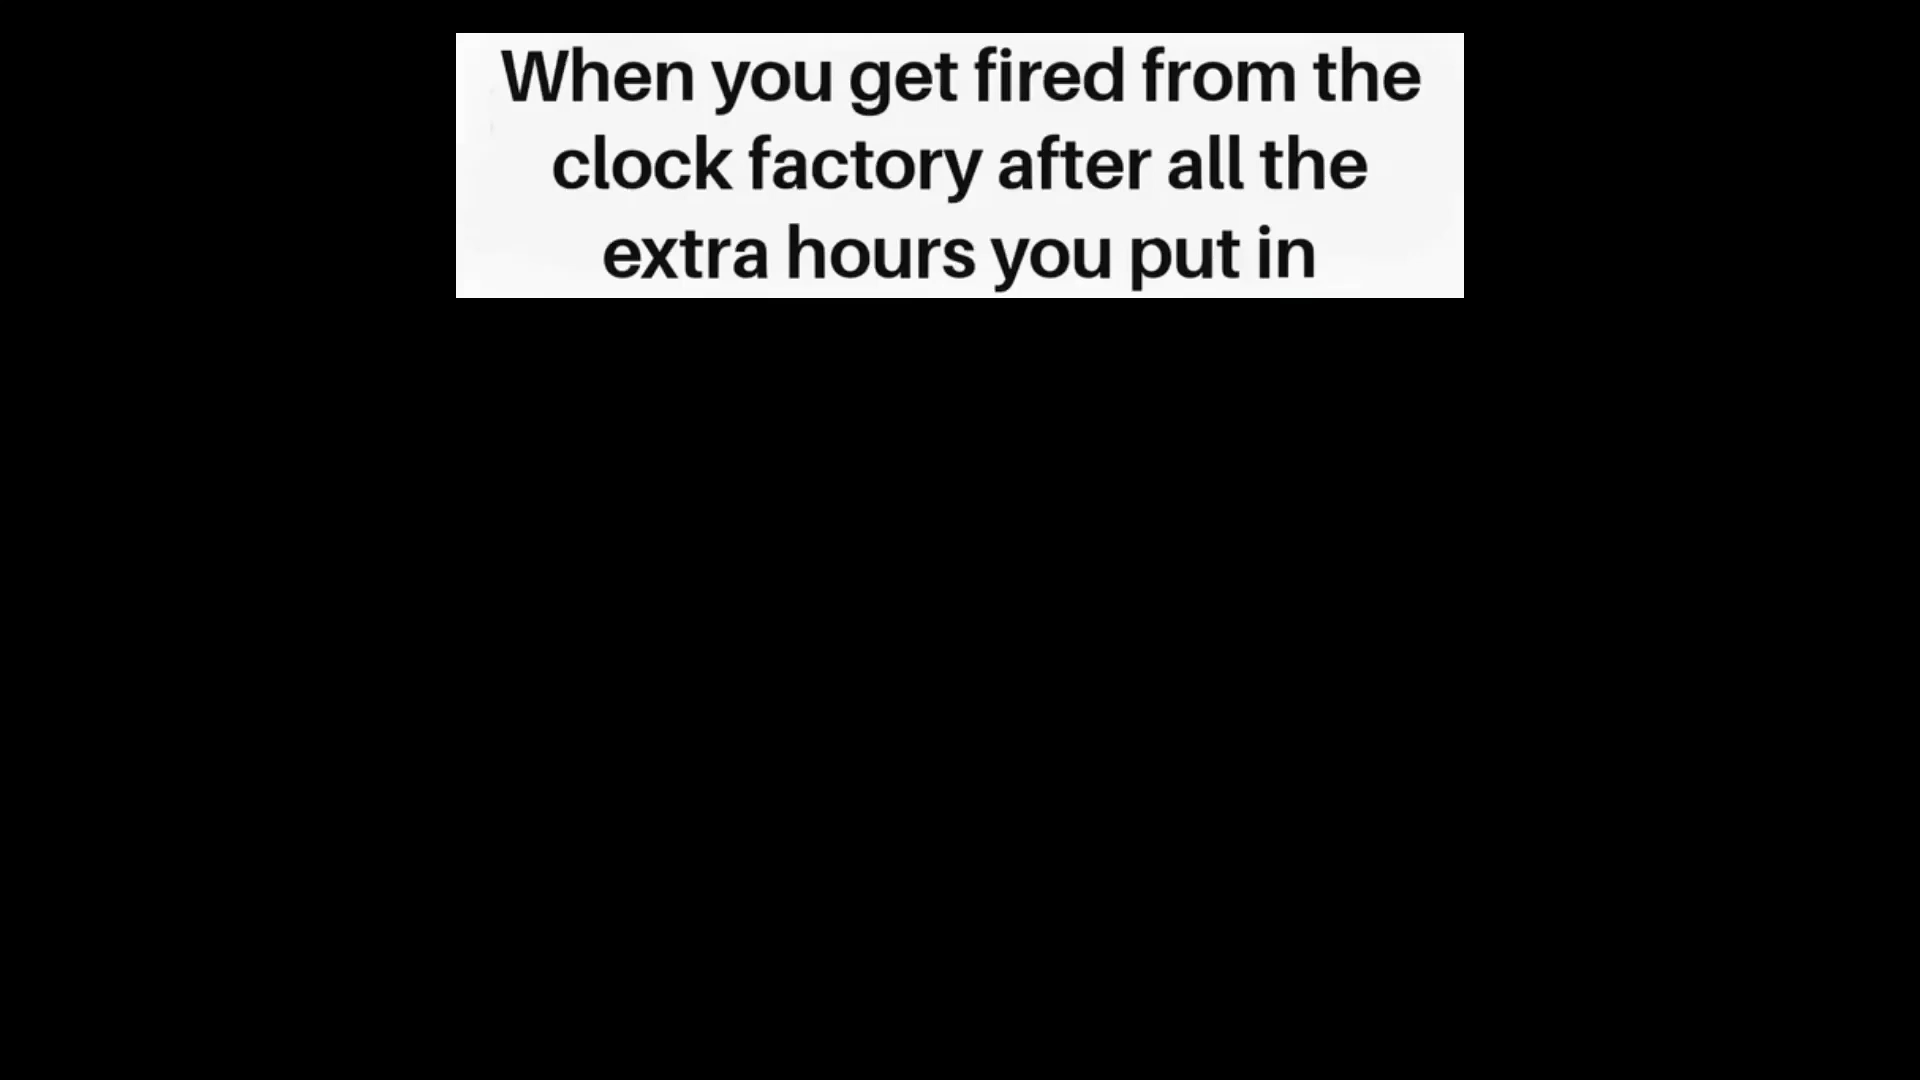 When you get fired from the
clock factory after all the
extra hours you put in